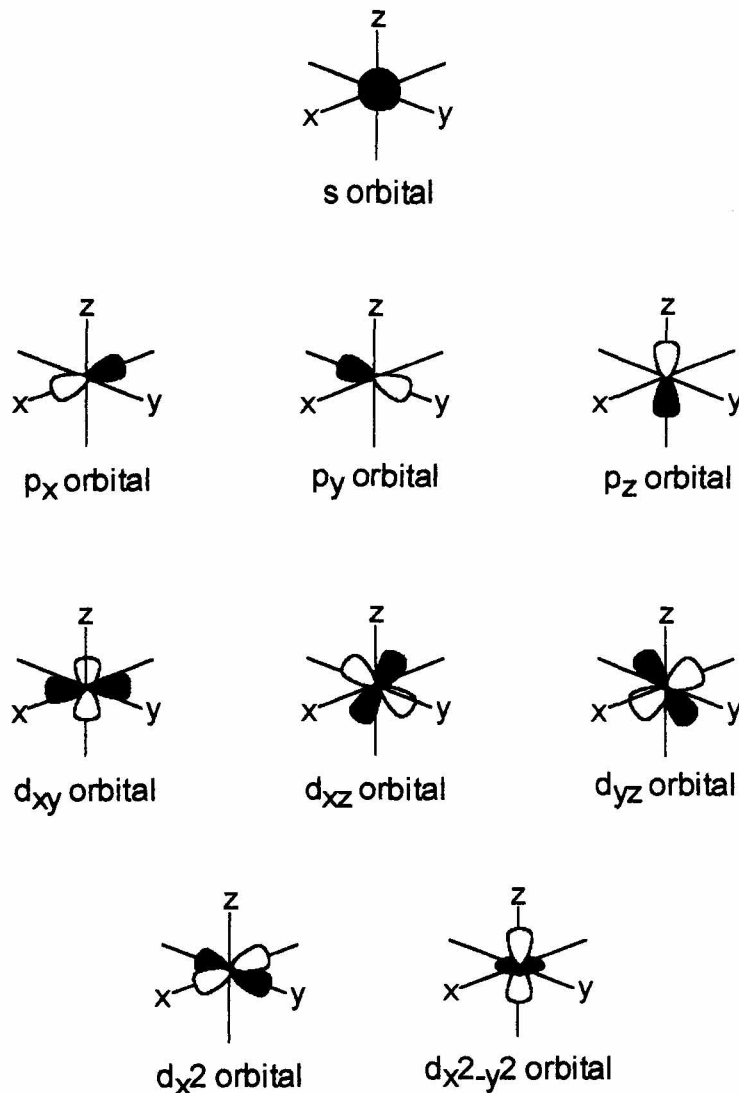 z
x y
s orbital
z z z
x y x y x y
px orbital py orbital pz orbital
z z z
x y x y x y
dxy orbital dxz orbital dyz orbital
z z
x y x y
dx2 orbital dx2-y2 orbital